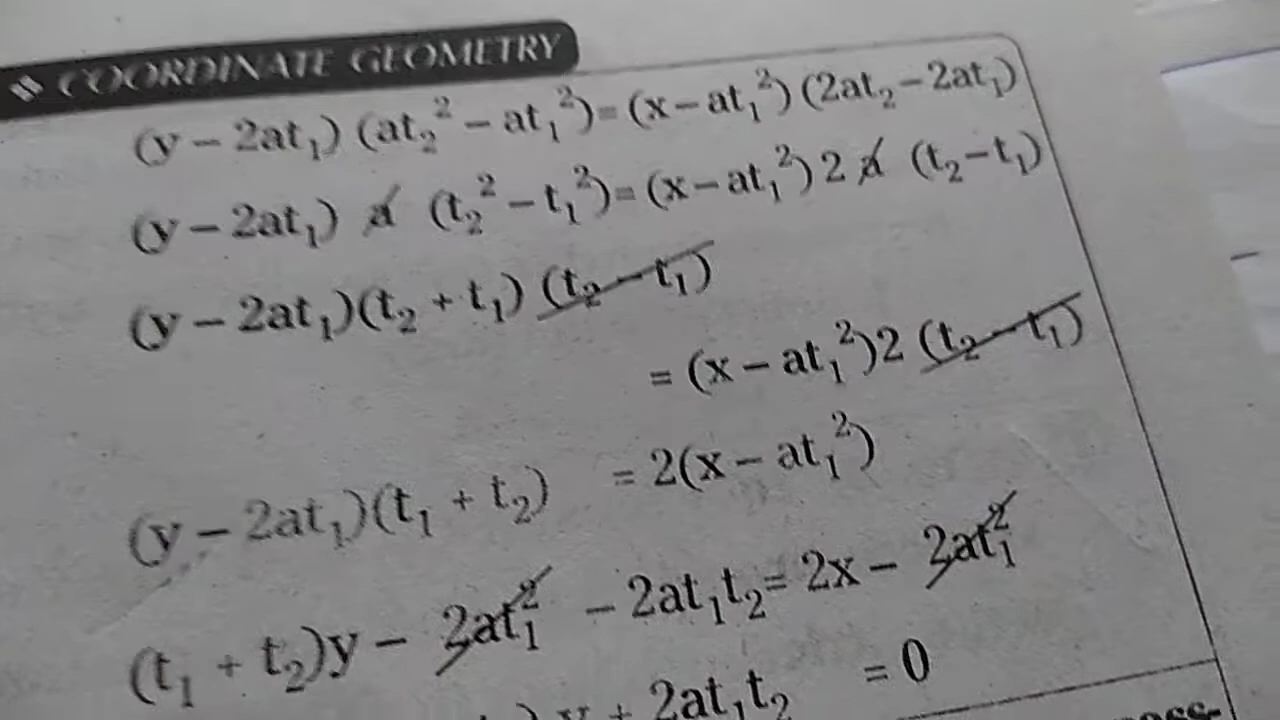 ❖ COORDINATE GEOMETRY
(y − 2at₁) (at₂² − at₁²) = (x − at₁²) (2at₂ − 2at₁)
(y − 2at₁) a (t₂² − t₁²) = (x − at₁²) 2 a (t₂ − t₁)
(y − 2at₁)(t₂ + t₁) (t₂ − t₁)
= (x − at₁²)2 (t₂ − t₁)
(y − 2at₁)(t₁ + t₂) = 2(x − at₁²)
(t₁ + t₂)y − 2at₁² − 2at₁t₂ = 2x − 2at₁²
) y + 2at₁t₂ = 0